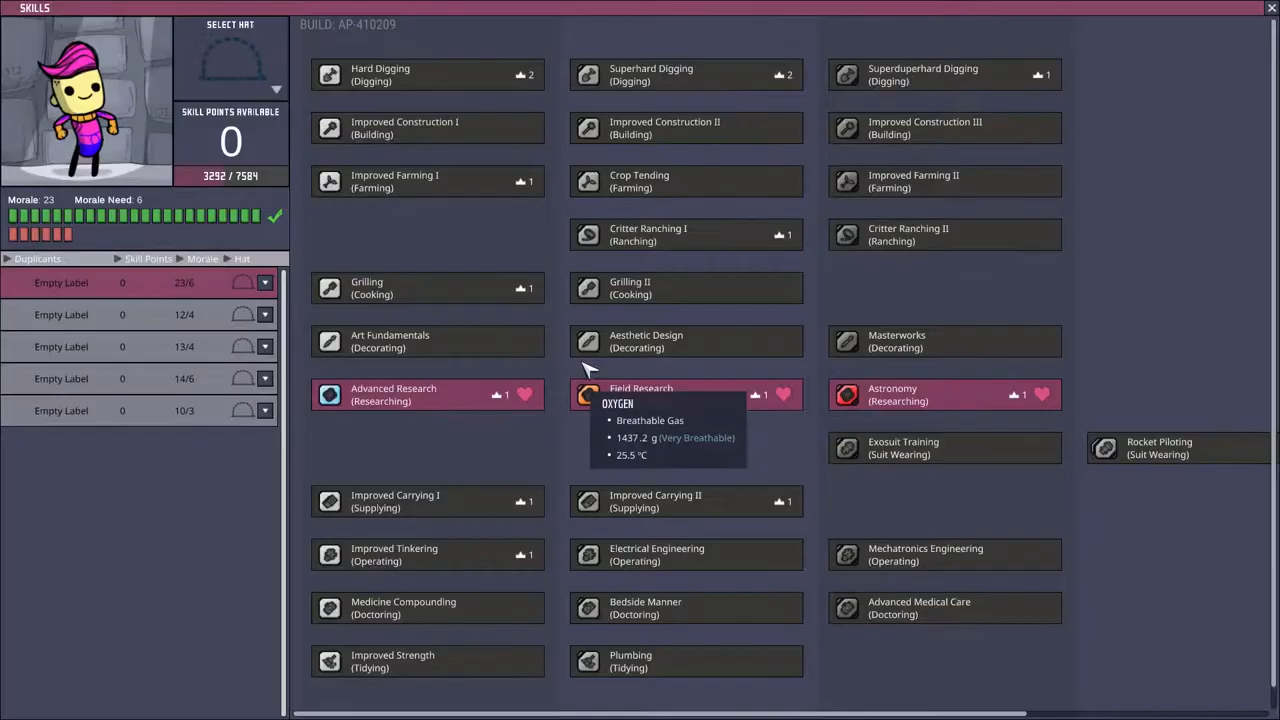 SKILLS
SELECT HAT
SKILL POINTS AVAILABLE
0
3292 / 7584
Morale: 23 Morale Need: 6
Duplicants Skill Points Morale Hat
Empty Label 0 23/6
Empty Label 0 12/4
Empty Label 0 13/4
Empty Label 0 14/6
Empty Label 0 10/3
BUILD: AP-410209
Hard Digging
(Digging)
2
Superhard Digging
(Digging)
2
Superduperhard Digging
(Digging)
1
Improved Construction I
(Building)
Improved Construction II
(Building)
Improved Construction III
(Building)
Improved Farming I
(Farming)
1
Crop Tending
(Farming)
Improved Farming II
(Farming)
Critter Ranching I
(Ranching)
1
Critter Ranching II
(Ranching)
Grilling
(Cooking)
1
Grilling II
(Cooking)
Art Fundamentals
(Decorating)
Aesthetic Design
(Decorating)
Masterworks
(Decorating)
Advanced Research
(Researching)
1
Field Research
1
Astronomy
(Researching)
1
OXYGEN
• Breathable Gas
• 1437.2 g (Very Breathable)
• 25.5 °C
Exosuit Training
(Suit Wearing)
Rocket Piloting
(Suit Wearing)
Improved Carrying I
(Supplying)
1
Improved Carrying II
(Supplying)
1
Improved Tinkering
(Operating)
1
Electrical Engineering
(Operating)
Mechatronics Engineering
(Operating)
Medicine Compounding
(Doctoring)
Bedside Manner
(Doctoring)
Advanced Medical Care
(Doctoring)
Improved Strength
(Tidying)
Plumbing
(Tidying)